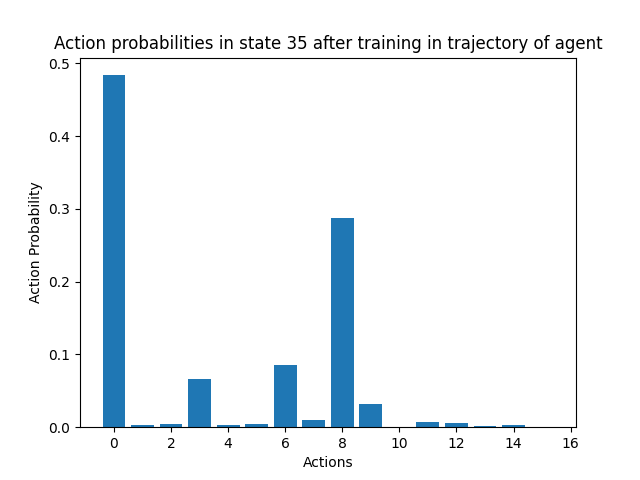 Action probabilities in state 35 after training in trajectory of agent
0.5
0.4
0.3
0.2
0.1
0.0
Action Probability
0 2 4 6 8 10 12 14 16
Actions